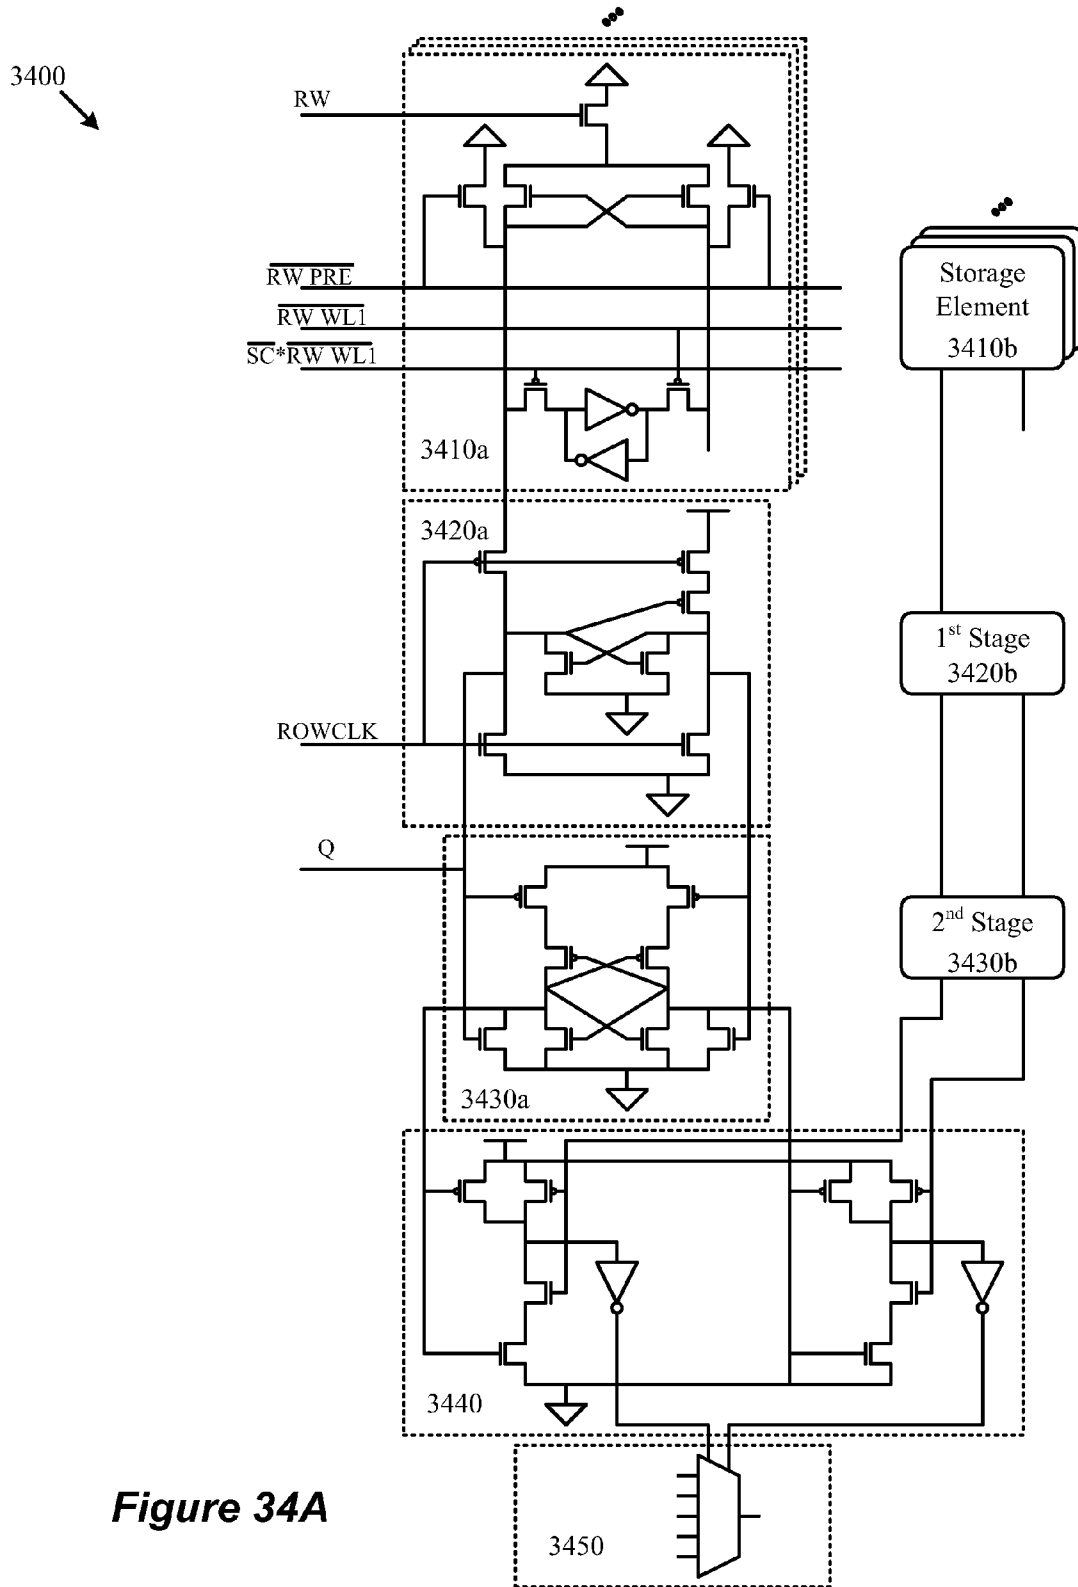 3400
RW
RW PRE
RW WL1
SC*RW WL1
3410a
Storage
Element
3410b
3420a
1st Stage
3420b
ROWCLK
Q
2nd Stage
3430b
3430a
3440
Figure 34A
3450